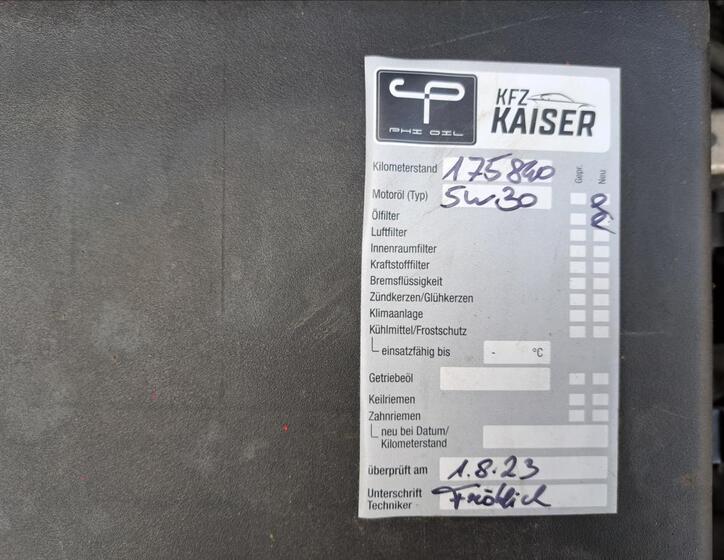 PHI OIL
KFZ
KAISER
Gepr. Neu
Kilometerstand 175840
Motoröl (Typ) 5w30
Ölfilter
Luftfilter
Innenraumfilter
Kraftstofffilter
Bremsflüssigkeit
Zündkerzen/Glühkerzen
Klimaanlage
Kühlmittel/Frostschutz
einsatzfähig bis - °C
Getriebeöl
Keilriemen
Zahnriemen
neu bei Datum/
Kilometerstand
überprüft am 1.8.23
Unterschrift
Techniker Fröhlich